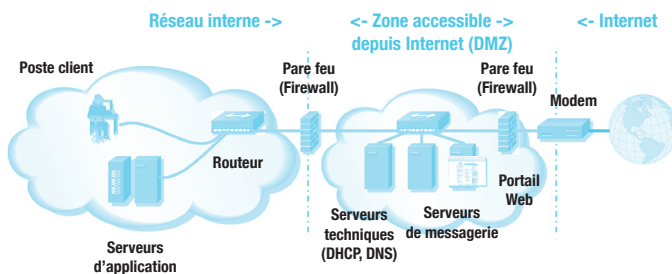 Réseau interne ->
<- Zone accessible ->
depuis Internet (DMZ)
<- Internet
Poste client
Pare feu
(Firewall)
Pare feu
(Firewall)
Modem
Routeur
Portail
Web
Serveurs
techniques
(DHCP, DNS)
Serveurs
de messagerie
Serveurs
d'application